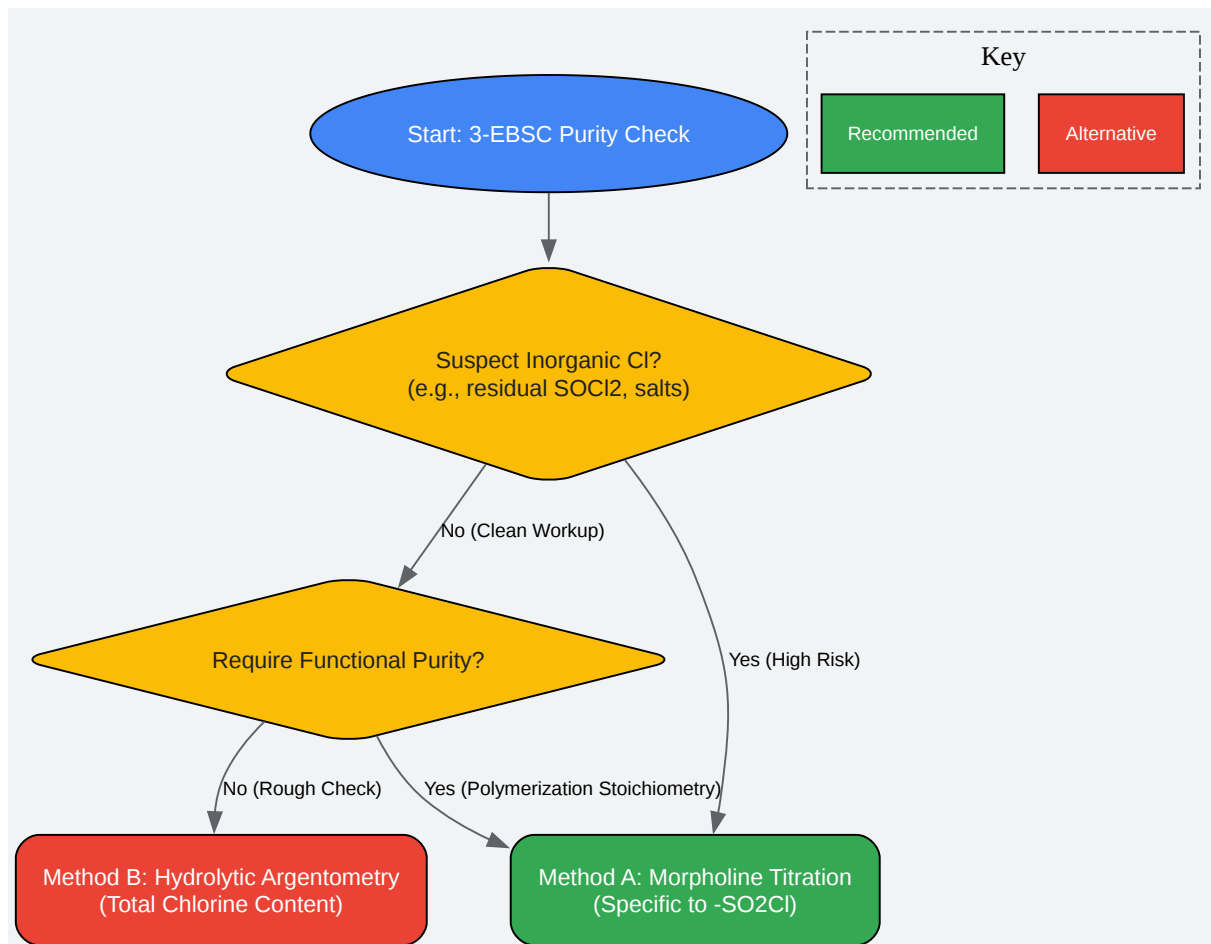 Key
Recommended
Alternative
Start: 3-EBSC Purity Check
Suspect Inorganic Cl?
(e.g., residual SOCl2, salts)
No (Clean Workup)
Yes (High Risk)
Require Functional Purity?
No (Rough Check)
Yes (Polymerization Stoichiometry)
Method B: Hydrolytic Argentometry
(Total Chlorine Content)
Method A: Morpholine Titration
(Specific to -SO2Cl)